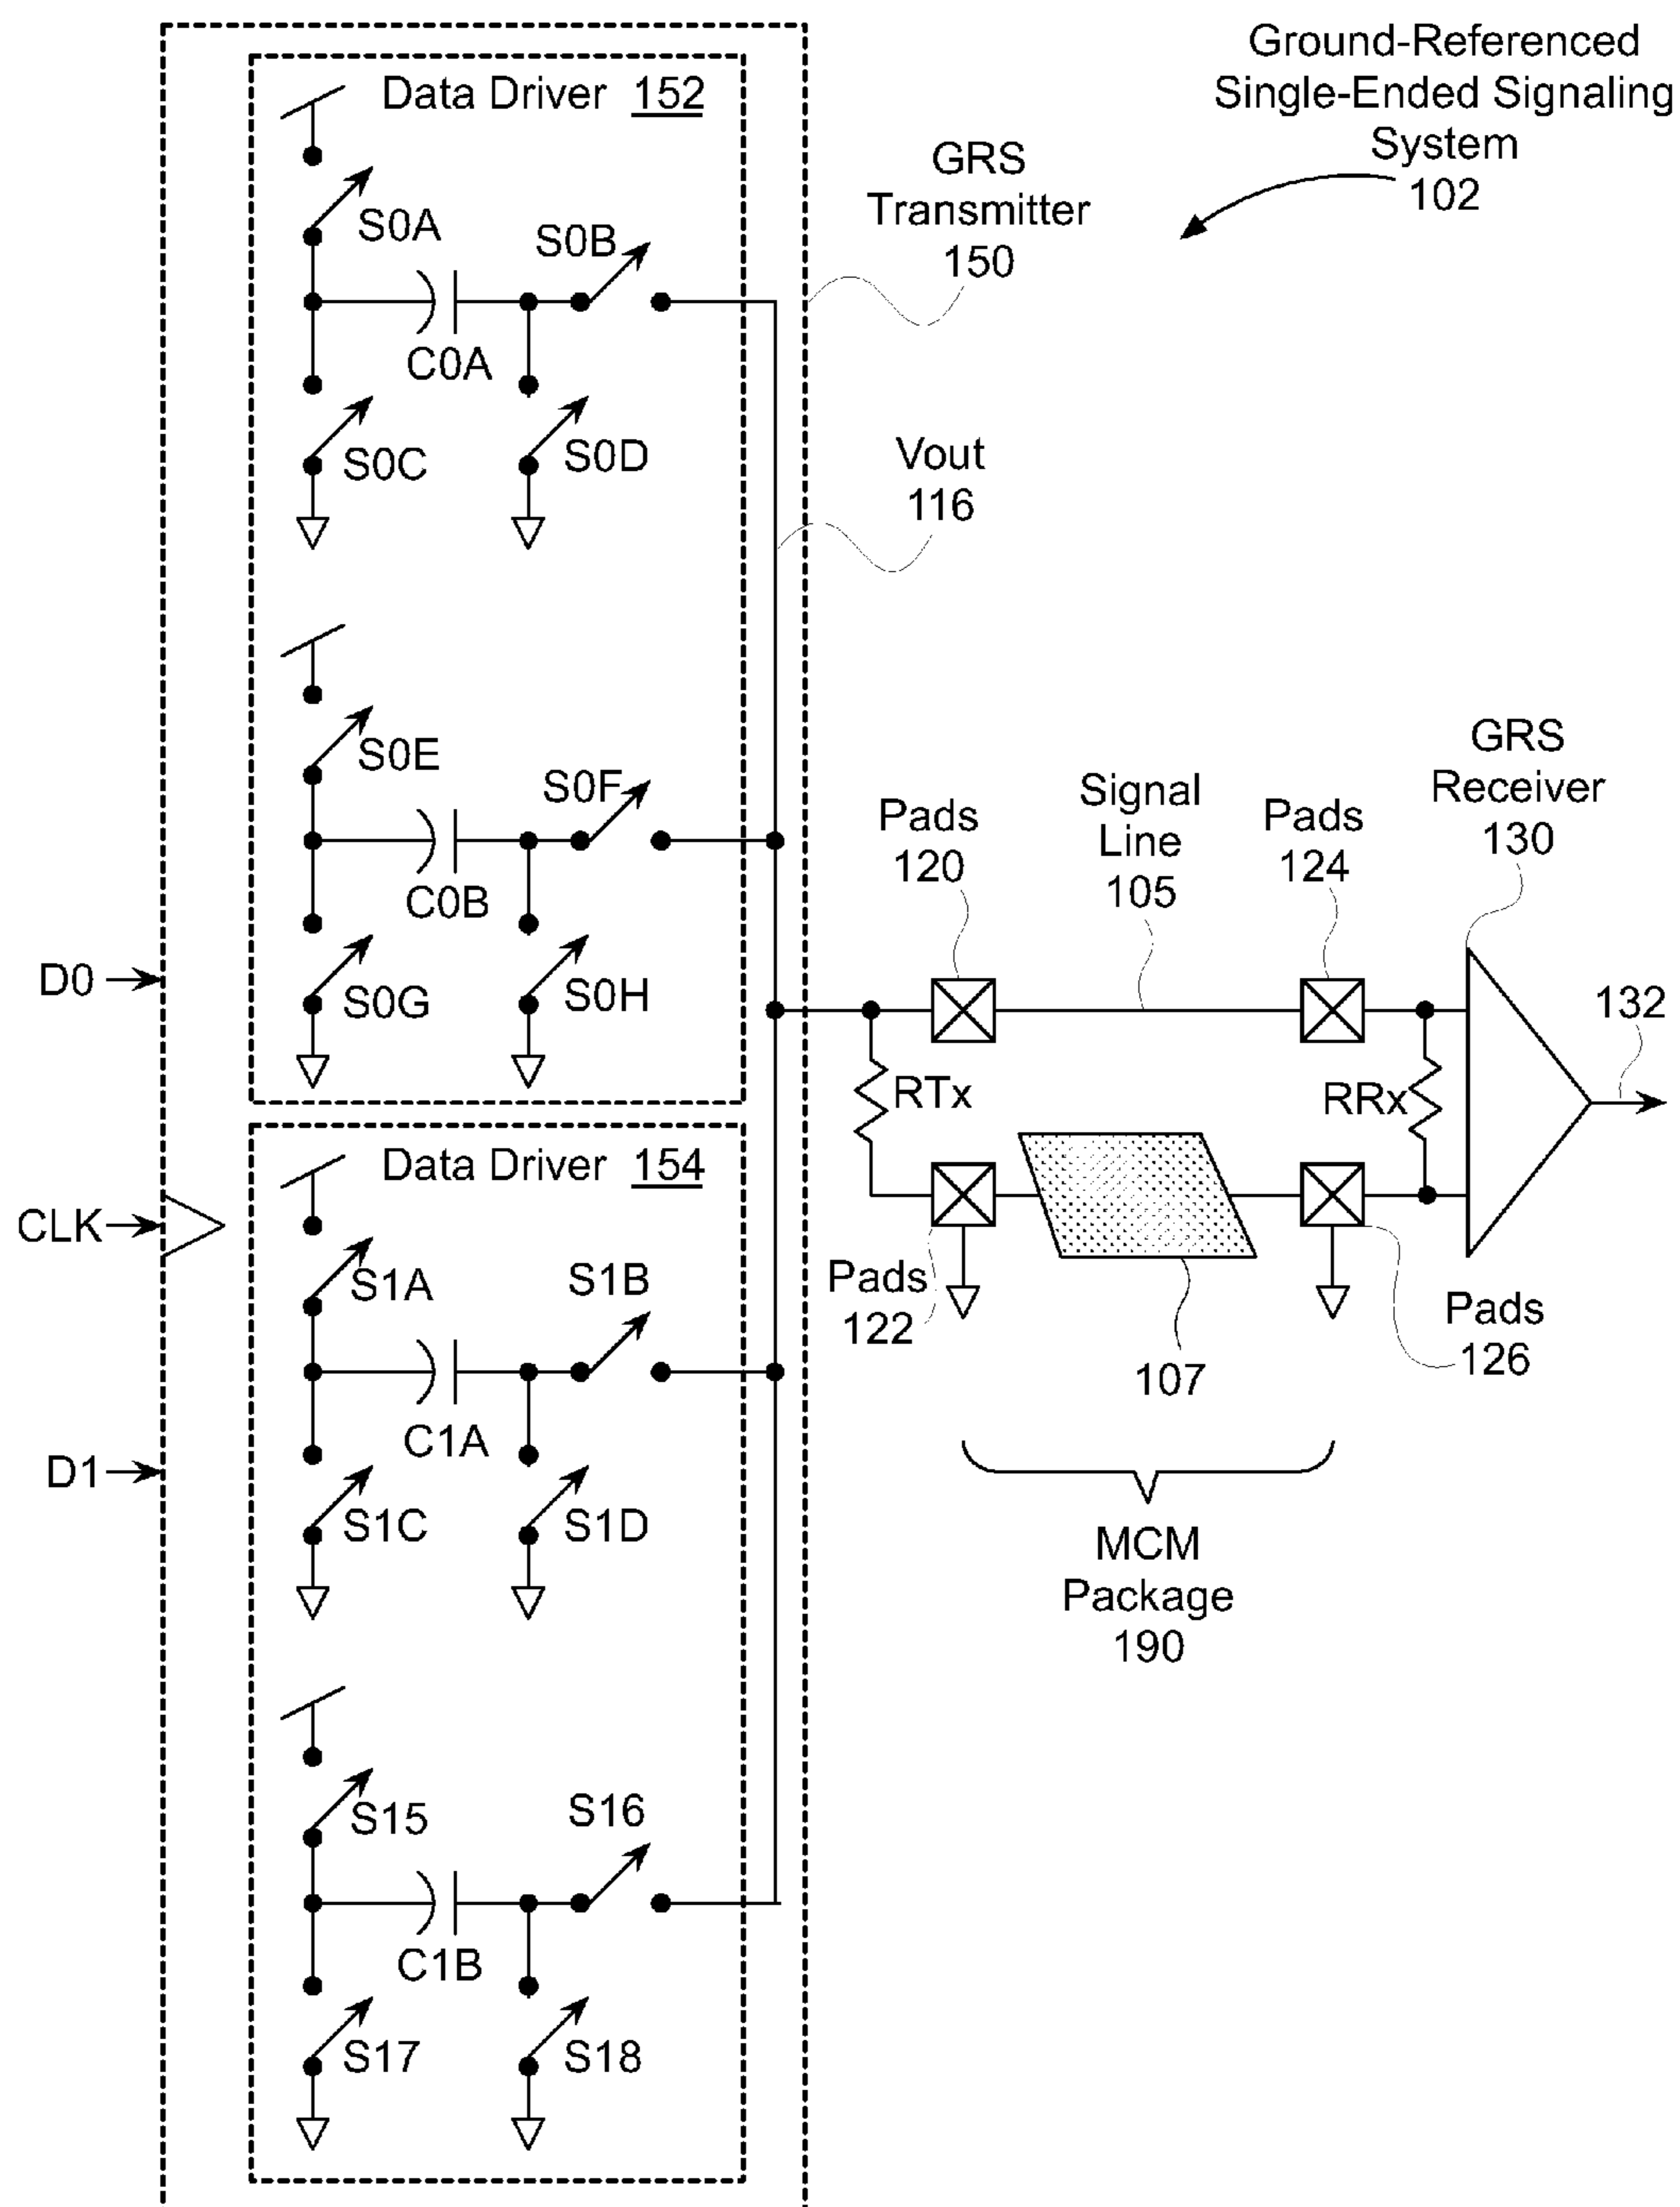 Ground-Referenced
Single-Ended Signaling
System
102
Data Driver 152
GRS
Transmitter
150
S0A
S0B
C0A
S0C
S0D
Vout
116
S0E
S0F
C0B
S0G
S0H
D0
GRS
Receiver
130
Pads
120
Signal
Line
105
Pads
124
132
RTx
RRx
Data Driver 154
CLK
S1A
S1B
C1A
S1C
S1D
Pads
122
107
Pads
126
D1
MCM
Package
190
S15
S16
C1B
S17
S18